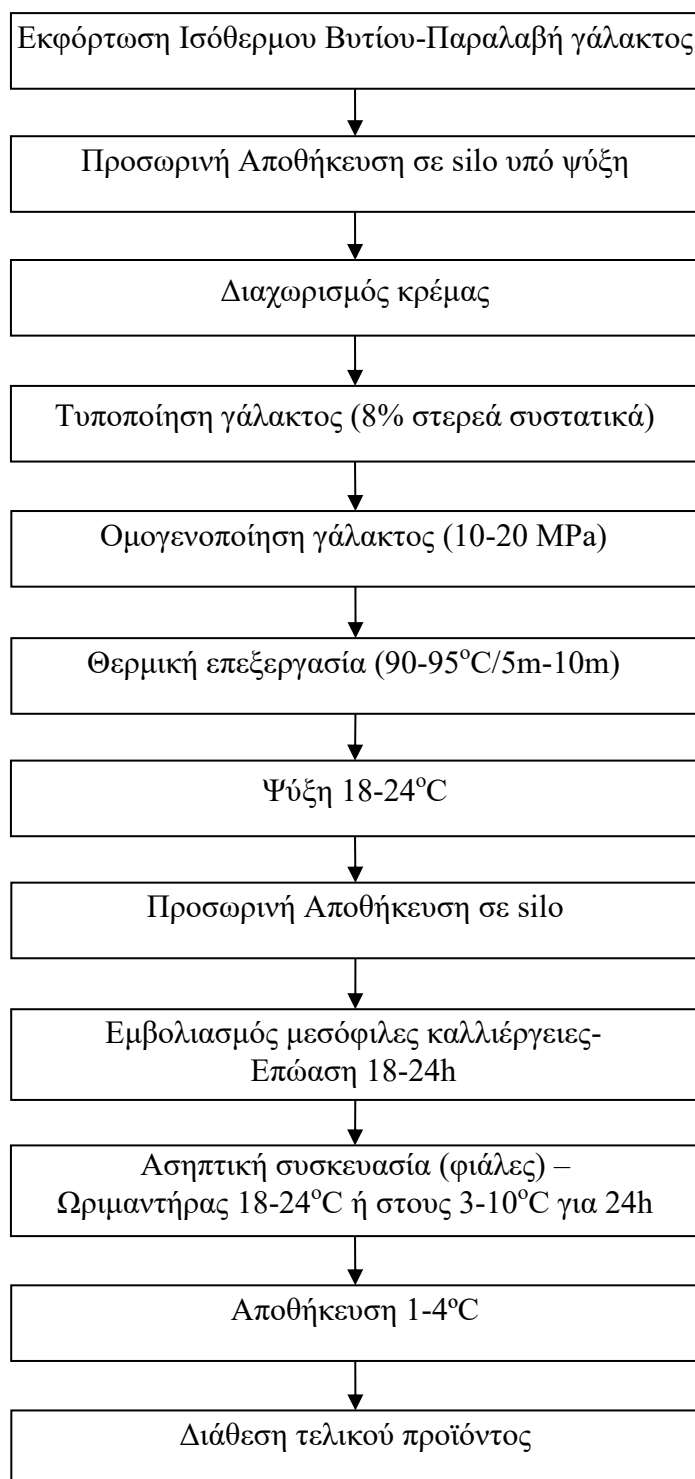 Εκφόρτωση Ισόθερμου Βυτίου-Παραλαβή γάλακτος
Προσωρινή Αποθήκευση σε silo υπό ψύξη
Διαχωρισμός κρέμας
Τυποποίηση γάλακτος (8% στερεά συστατικά)
Ομογενοποίηση γάλακτος (10-20 MPa)
Θερμική επεξεργασία (90-95°C/5m-10m)
Ψύξη 18-24°C
Προσωρινή Αποθήκευση σε silo
Εμβολιασμός μεσόφιλες καλλιέργειες-
Επώαση 18-24h
Ασηπτική συσκευασία (φιάλες) –
Ωριμαντήρας 18-24°C ή στους 3-10°C για 24h
Αποθήκευση 1-4ºC
Διάθεση τελικού προϊόντος